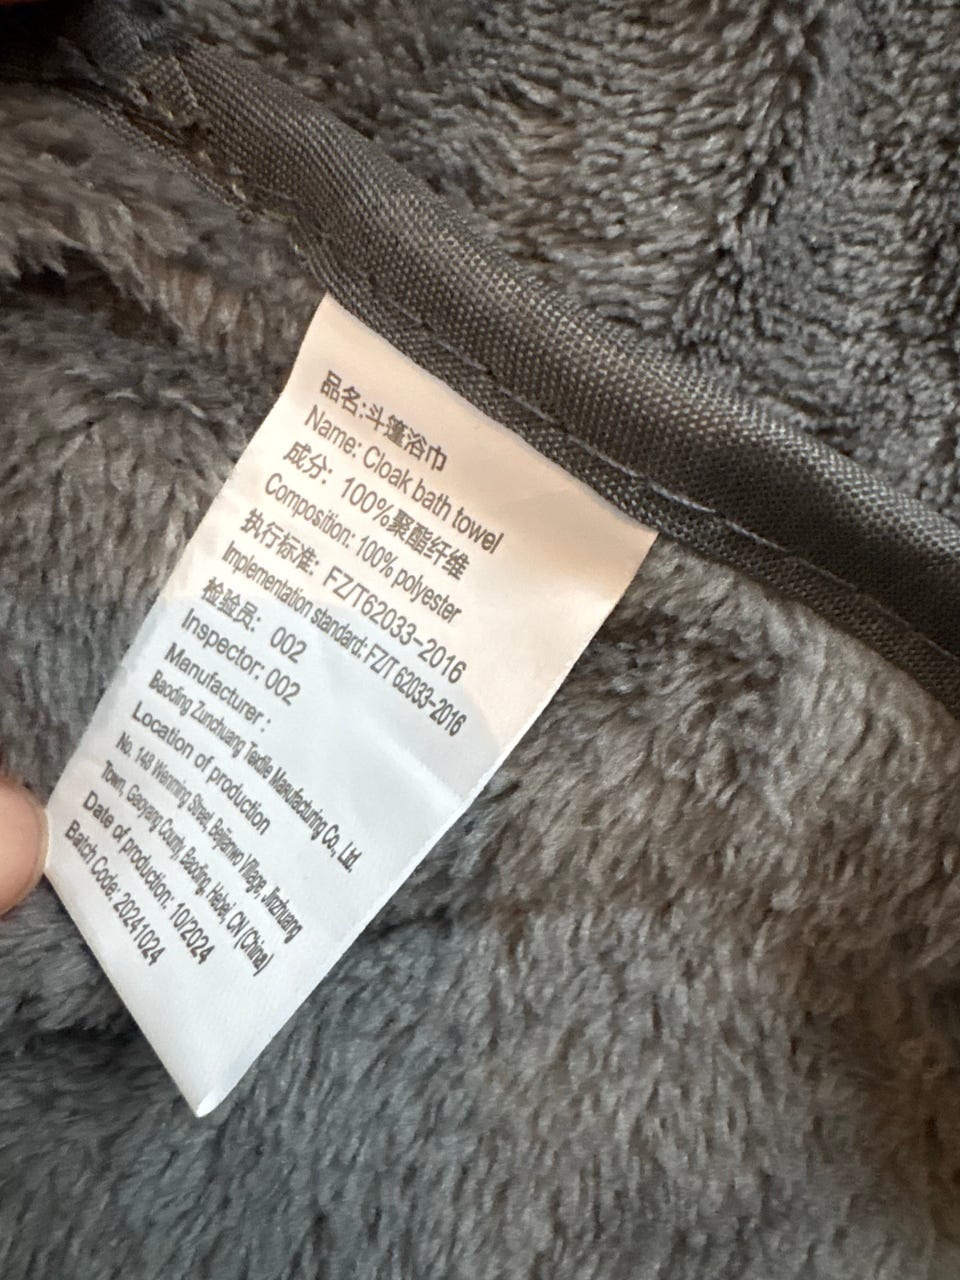 品名:斗篷浴巾
Name: Cloak bath towel
成分: 100%聚酯纤维
Composition: 100% polyester
执行标准: FZ/T62033-2016
Implementation standard: FZ/T 62033-2016
检验员: 002
Inspector: 002
Manufacturer :
Baoding Zunchuang Textile Manufacturing Co., Ltd.
Location of production
No. 148 Wenming Street, Beijianwo Village, Jinzhuang
Town, Gaoyang County, Baoding, Hebei, CN (China)
Date of production: 10/2024
Batch Code: 20241024